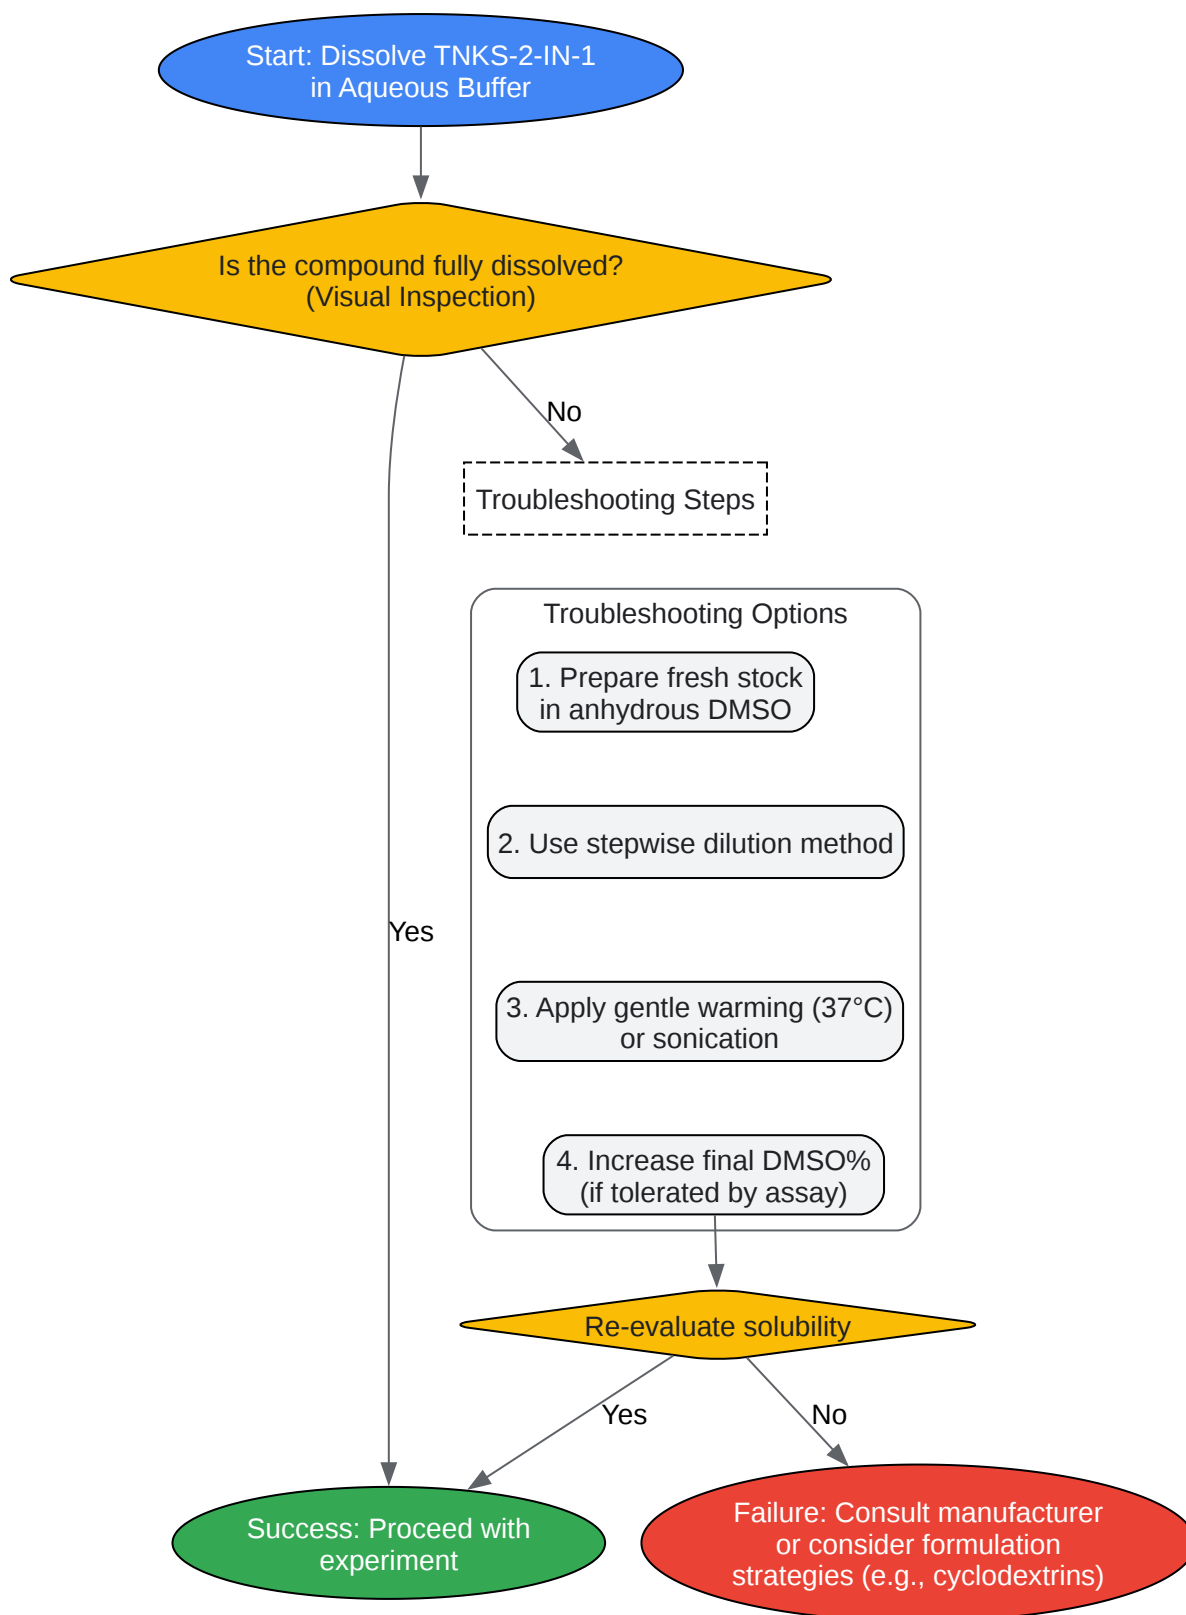 Start: Dissolve TNKS-2-IN-1
in Aqueous Buffer
Is the compound fully dissolved?
(Visual Inspection)
No
Troubleshooting Steps
Troubleshooting Options
1. Prepare fresh stock
in anhydrous DMSO
2. Use stepwise dilution method
Yes
3. Apply gentle warming (37°C)
or sonication
4. Increase final DMSO%
(if tolerated by assay)
Re-evaluate solubility
Yes
No
Success: Proceed with
experiment
Failure: Consult manufacturer
or consider formulation
strategies (e.g., cyclodextrins)